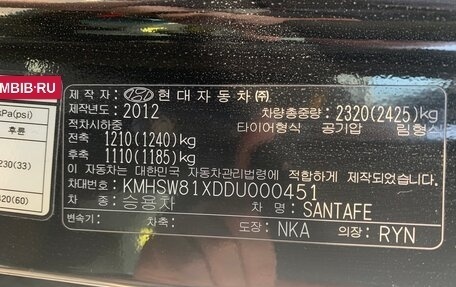 MBIB.RU
kPa(psi)
후륜
230(33)
420(60)
제 작 자 : 현대자동차㈜
제작년도 : 2012 차량총중량 : 2320(2425)kg
적차시하중 타이어형식 공기압 림형식
전축 1210(1240)kg
후축 1110(1185)kg
이 자동차는 대한민국 자동차관리법령에 적합하게 제작되었습니다.
차대번호 : KMHSW81XDDU000451
차 종 : 승용차 차 명 : SANTAFE
변속기 : 차축 : 도장 : NKA 의장 : RYN